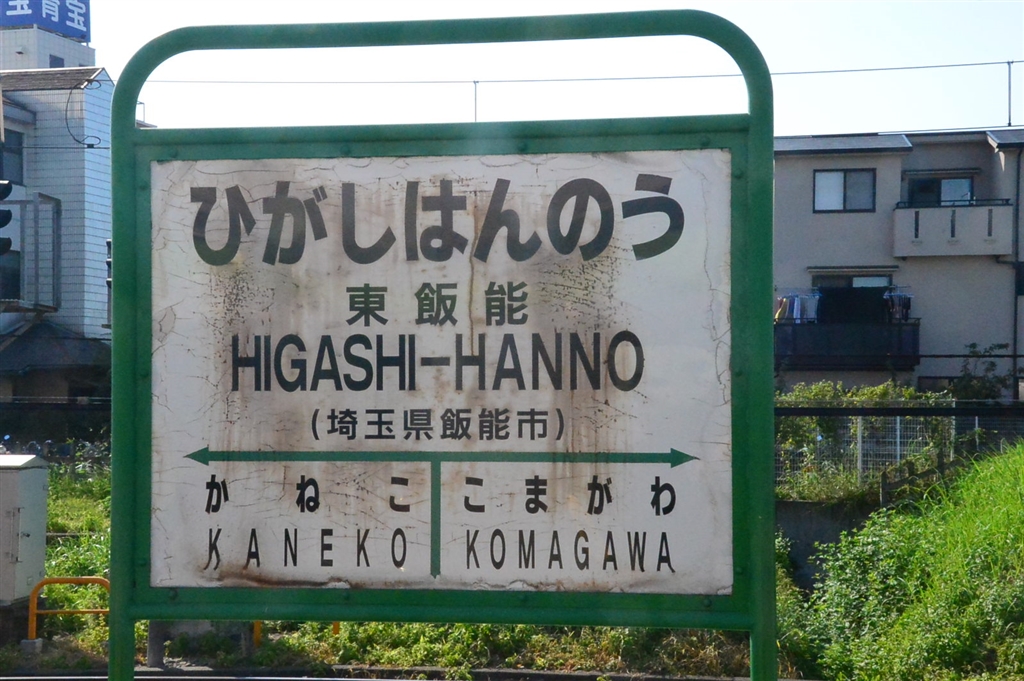 ひがしはんのう
東飯能
HIGASHI-HANNO
(埼玉県飯能市)
かねこ こまがわ
KANEKO KOMAGAWA